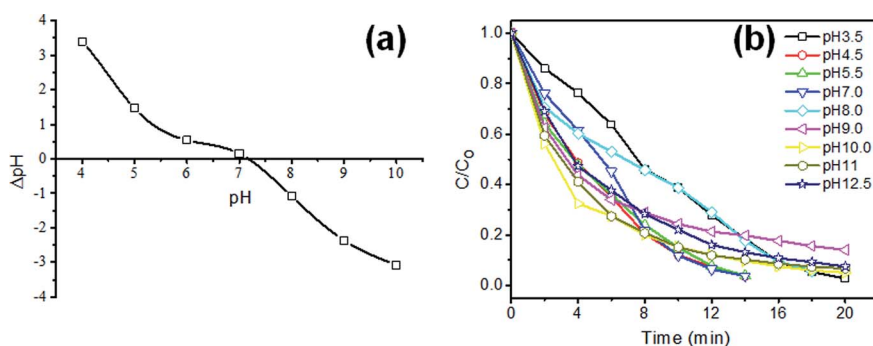 (a)
4
3
2
1
0
-1
-2
-3
-4
ΔpH
4 5 6 7 8 9 10
pH
(b)
1.0
0.8
0.6
0.4
0.2
0.0
C/Co
0 4 8 12 16 20
Time (min)
pH3.5
pH4.5
pH5.5
pH7.0
pH8.0
pH9.0
pH10.0
pH11
pH12.5